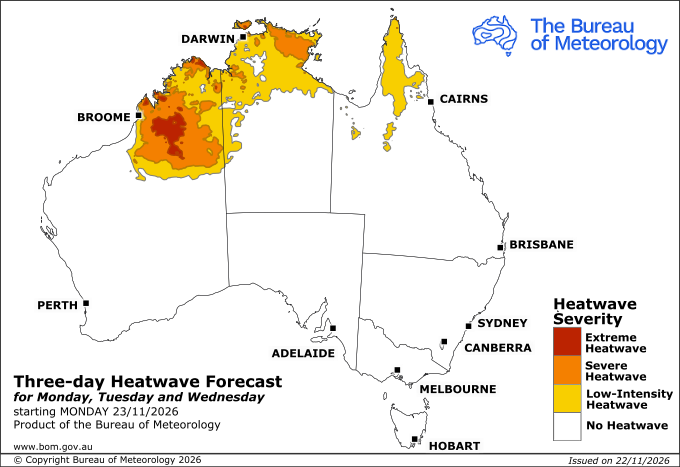 The Bureau
of Meteorology
DARWIN
CAIRNS
BROOME
BRISBANE
PERTH
ADELAIDE
SYDNEY
CANBERRA
MELBOURNE
HOBART
Heatwave
Severity
Extreme
Heatwave
Severe
Heatwave
Low-Intensity
Heatwave
No Heatwave
Three-day Heatwave Forecast
for Monday, Tuesday and Wednesday
starting MONDAY 23/11/2026
Product of the Bureau of Meteorology
www.bom.gov.au
© Copyright Bureau of Meteorology 2026
Issued on 22/11/2026